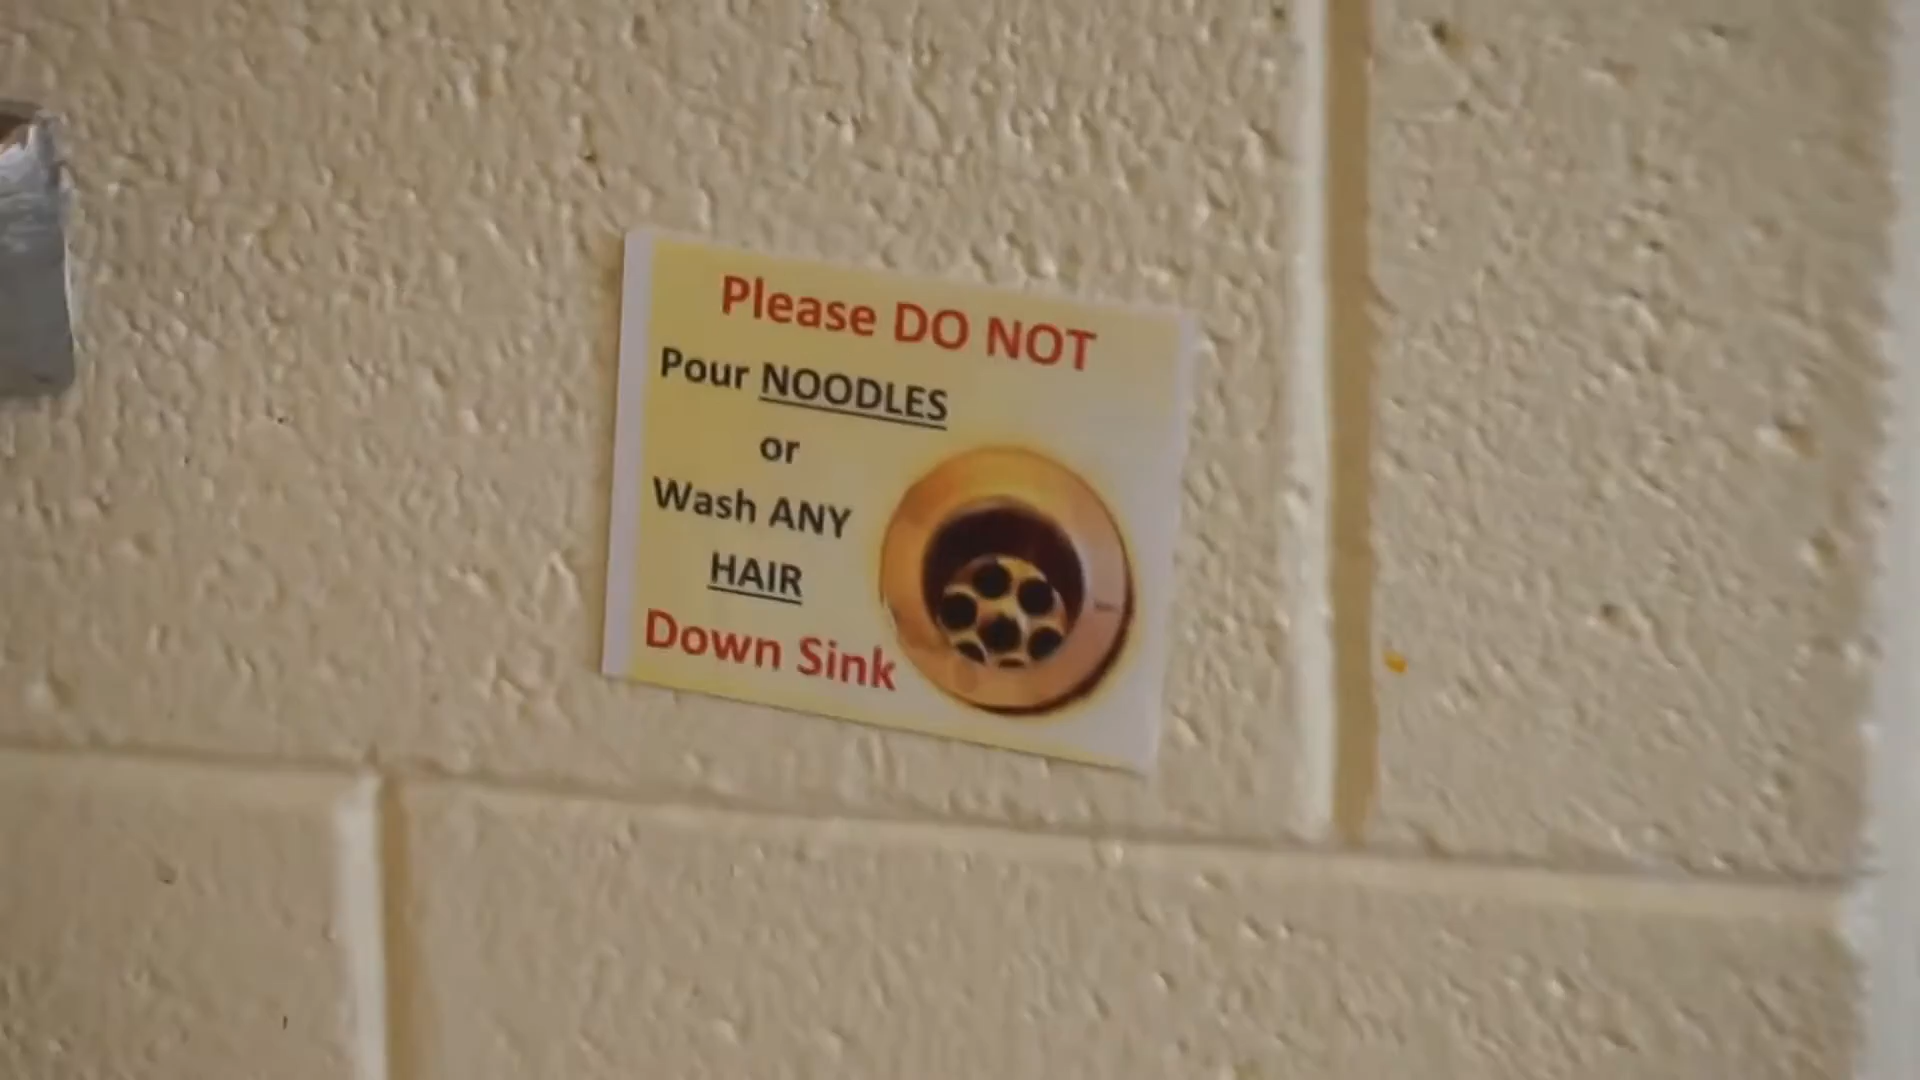 Please DO NOT
Pour NOODLES
or
Wash ANY
HAIR
Down Sink